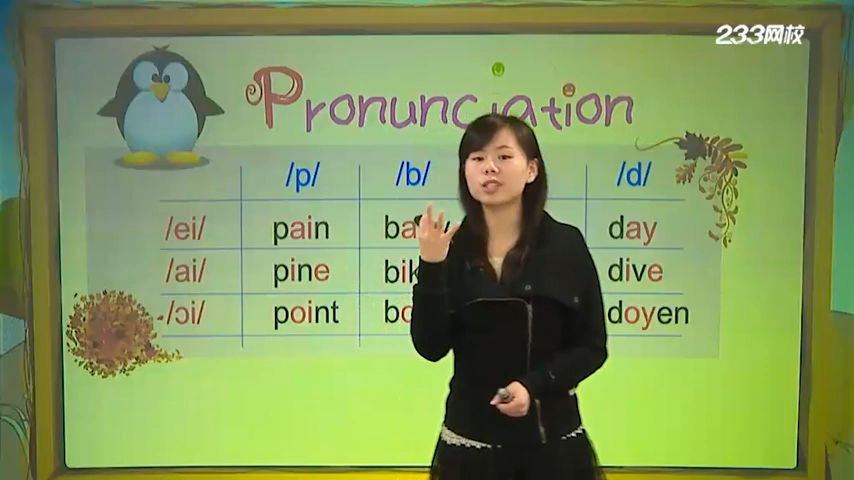 233网校
Pronunciation
/p/ /b/ /d/
/ei/ pain day
/ai/ pine dive
/ɔi/ point doyen